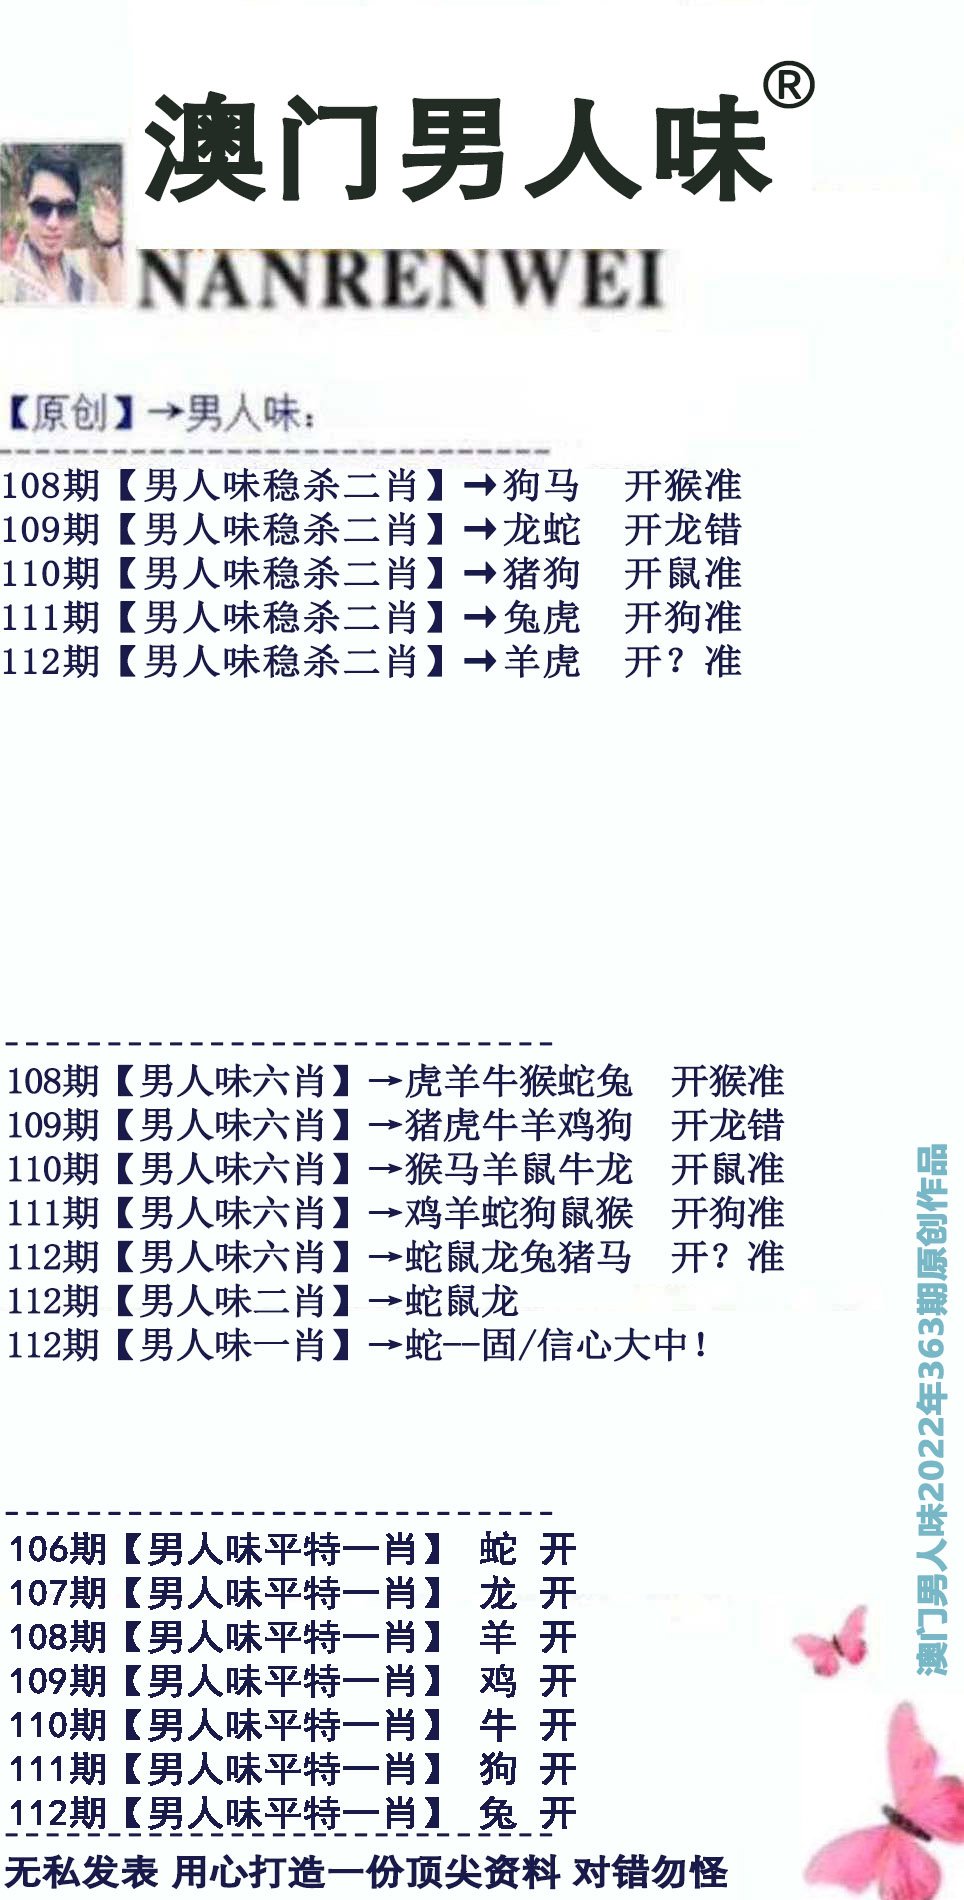 澳门男人味®
NANRENWEI
【原创】→男人味：
108期【男人味稳杀二肖】→狗马 开猴准
109期【男人味稳杀二肖】→龙蛇 开龙错
110期【男人味稳杀二肖】→猪狗 开鼠准
111期【男人味稳杀二肖】→兔虎 开狗准
112期【男人味稳杀二肖】→羊虎 开？准
108期【男人味六肖】→虎羊牛猴蛇兔 开猴准
109期【男人味六肖】→猪虎牛羊鸡狗 开龙错
110期【男人味六肖】→猴马羊鼠牛龙 开鼠准
111期【男人味六肖】→鸡羊蛇狗鼠猴 开狗准
112期【男人味六肖】→蛇鼠龙兔猪马 开？准
112期【男人味二肖】→蛇鼠龙
112期【男人味一肖】→蛇--固/信心大中！
106期【男人味平特一肖】 蛇 开
107期【男人味平特一肖】 龙 开
108期【男人味平特一肖】 羊 开
109期【男人味平特一肖】 鸡 开
110期【男人味平特一肖】 牛 开
111期【男人味平特一肖】 狗 开
112期【男人味平特一肖】 兔 开
无私发表 用心打造一份顶尖资料 对错勿怪
澳门男人味2022年363期原创作品